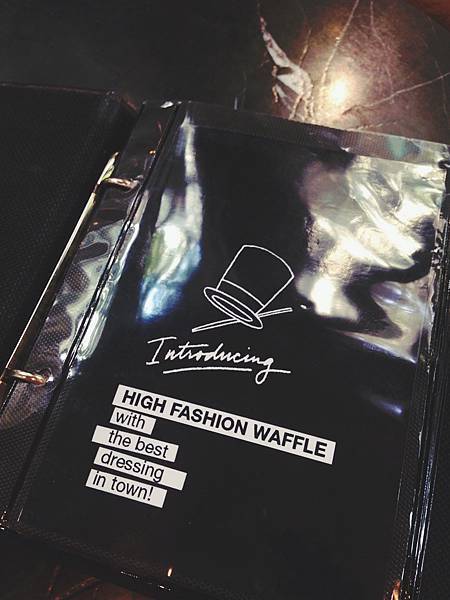 Introducing
HIGH FASHION WAFFLE
with
the best
dressing
in town!